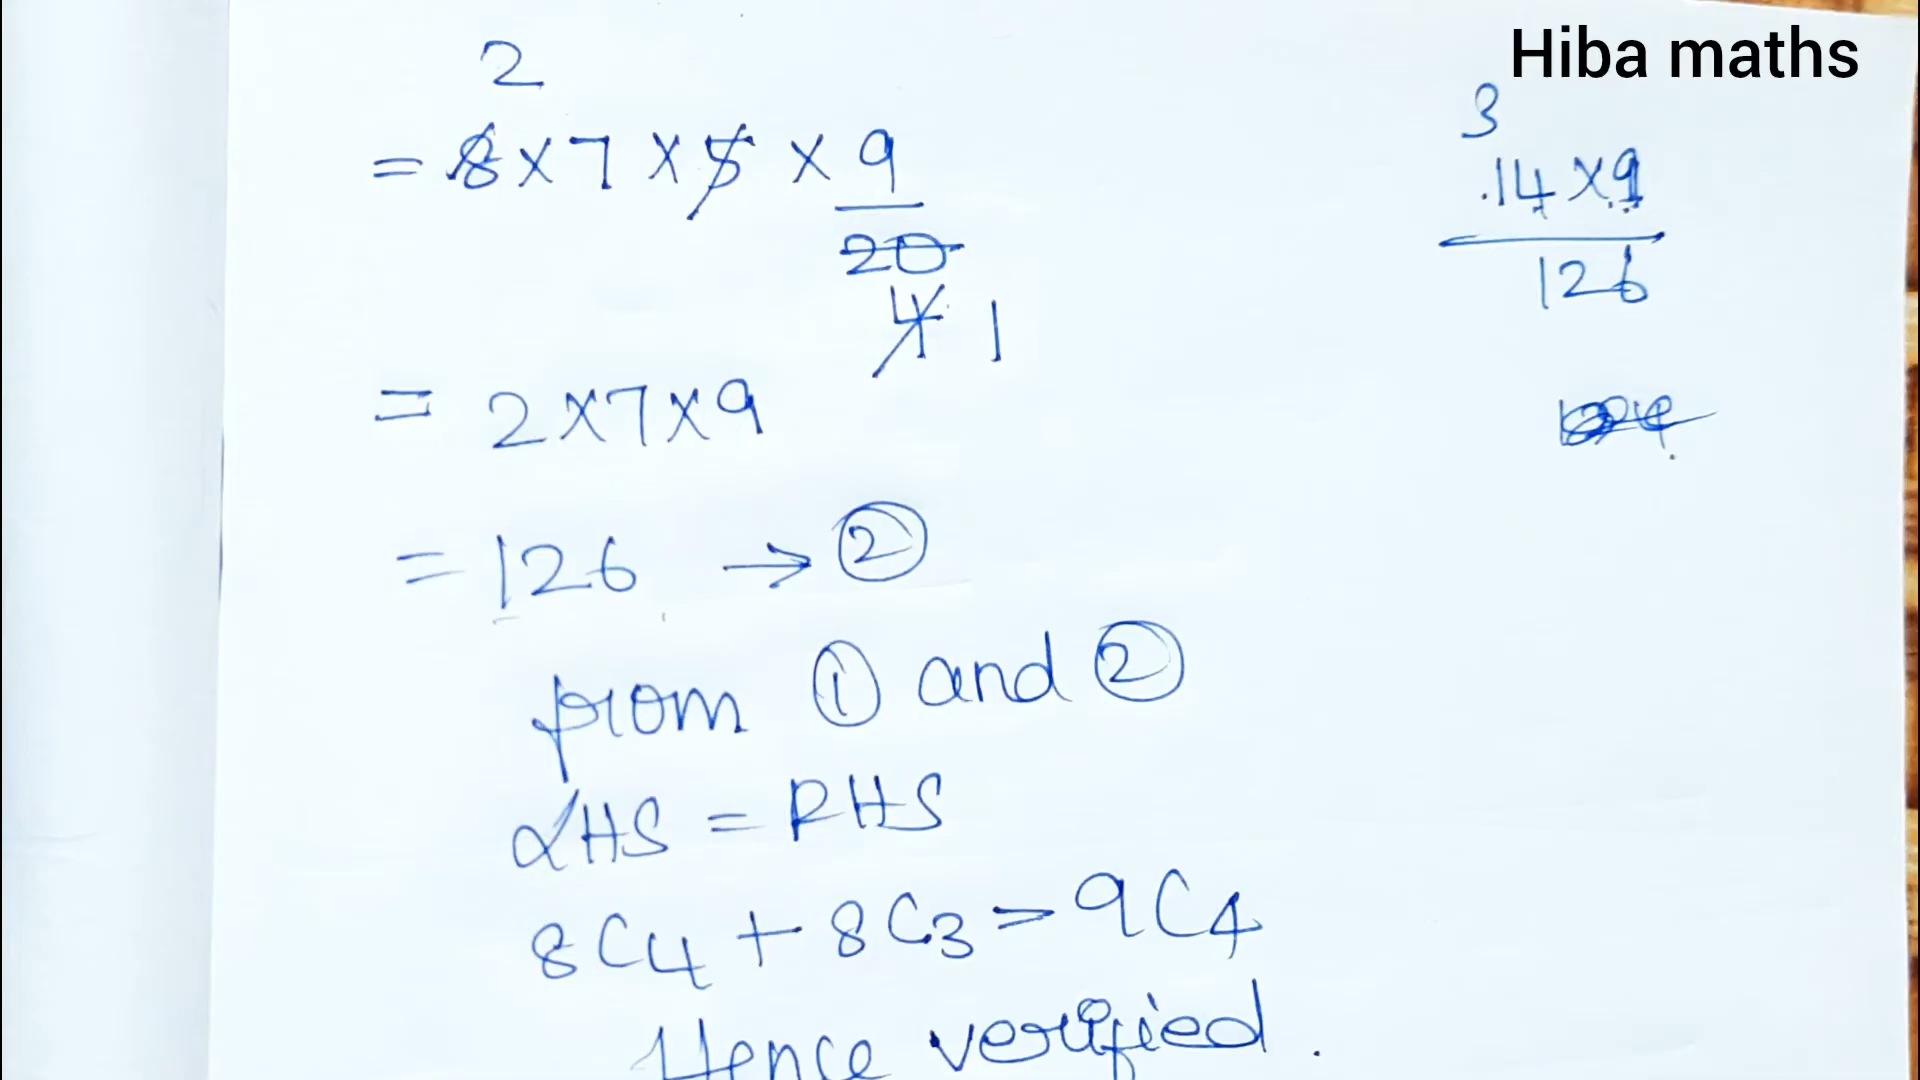 Hiba maths
2
= 8 × 7 × 5 × 9
20
4 1
= 2 × 7 × 9
= 126 → ②
from ① and ②
LHS = RHS
8C4 + 8C3 = 9C4
Hence verified.
3
14 × 9
126